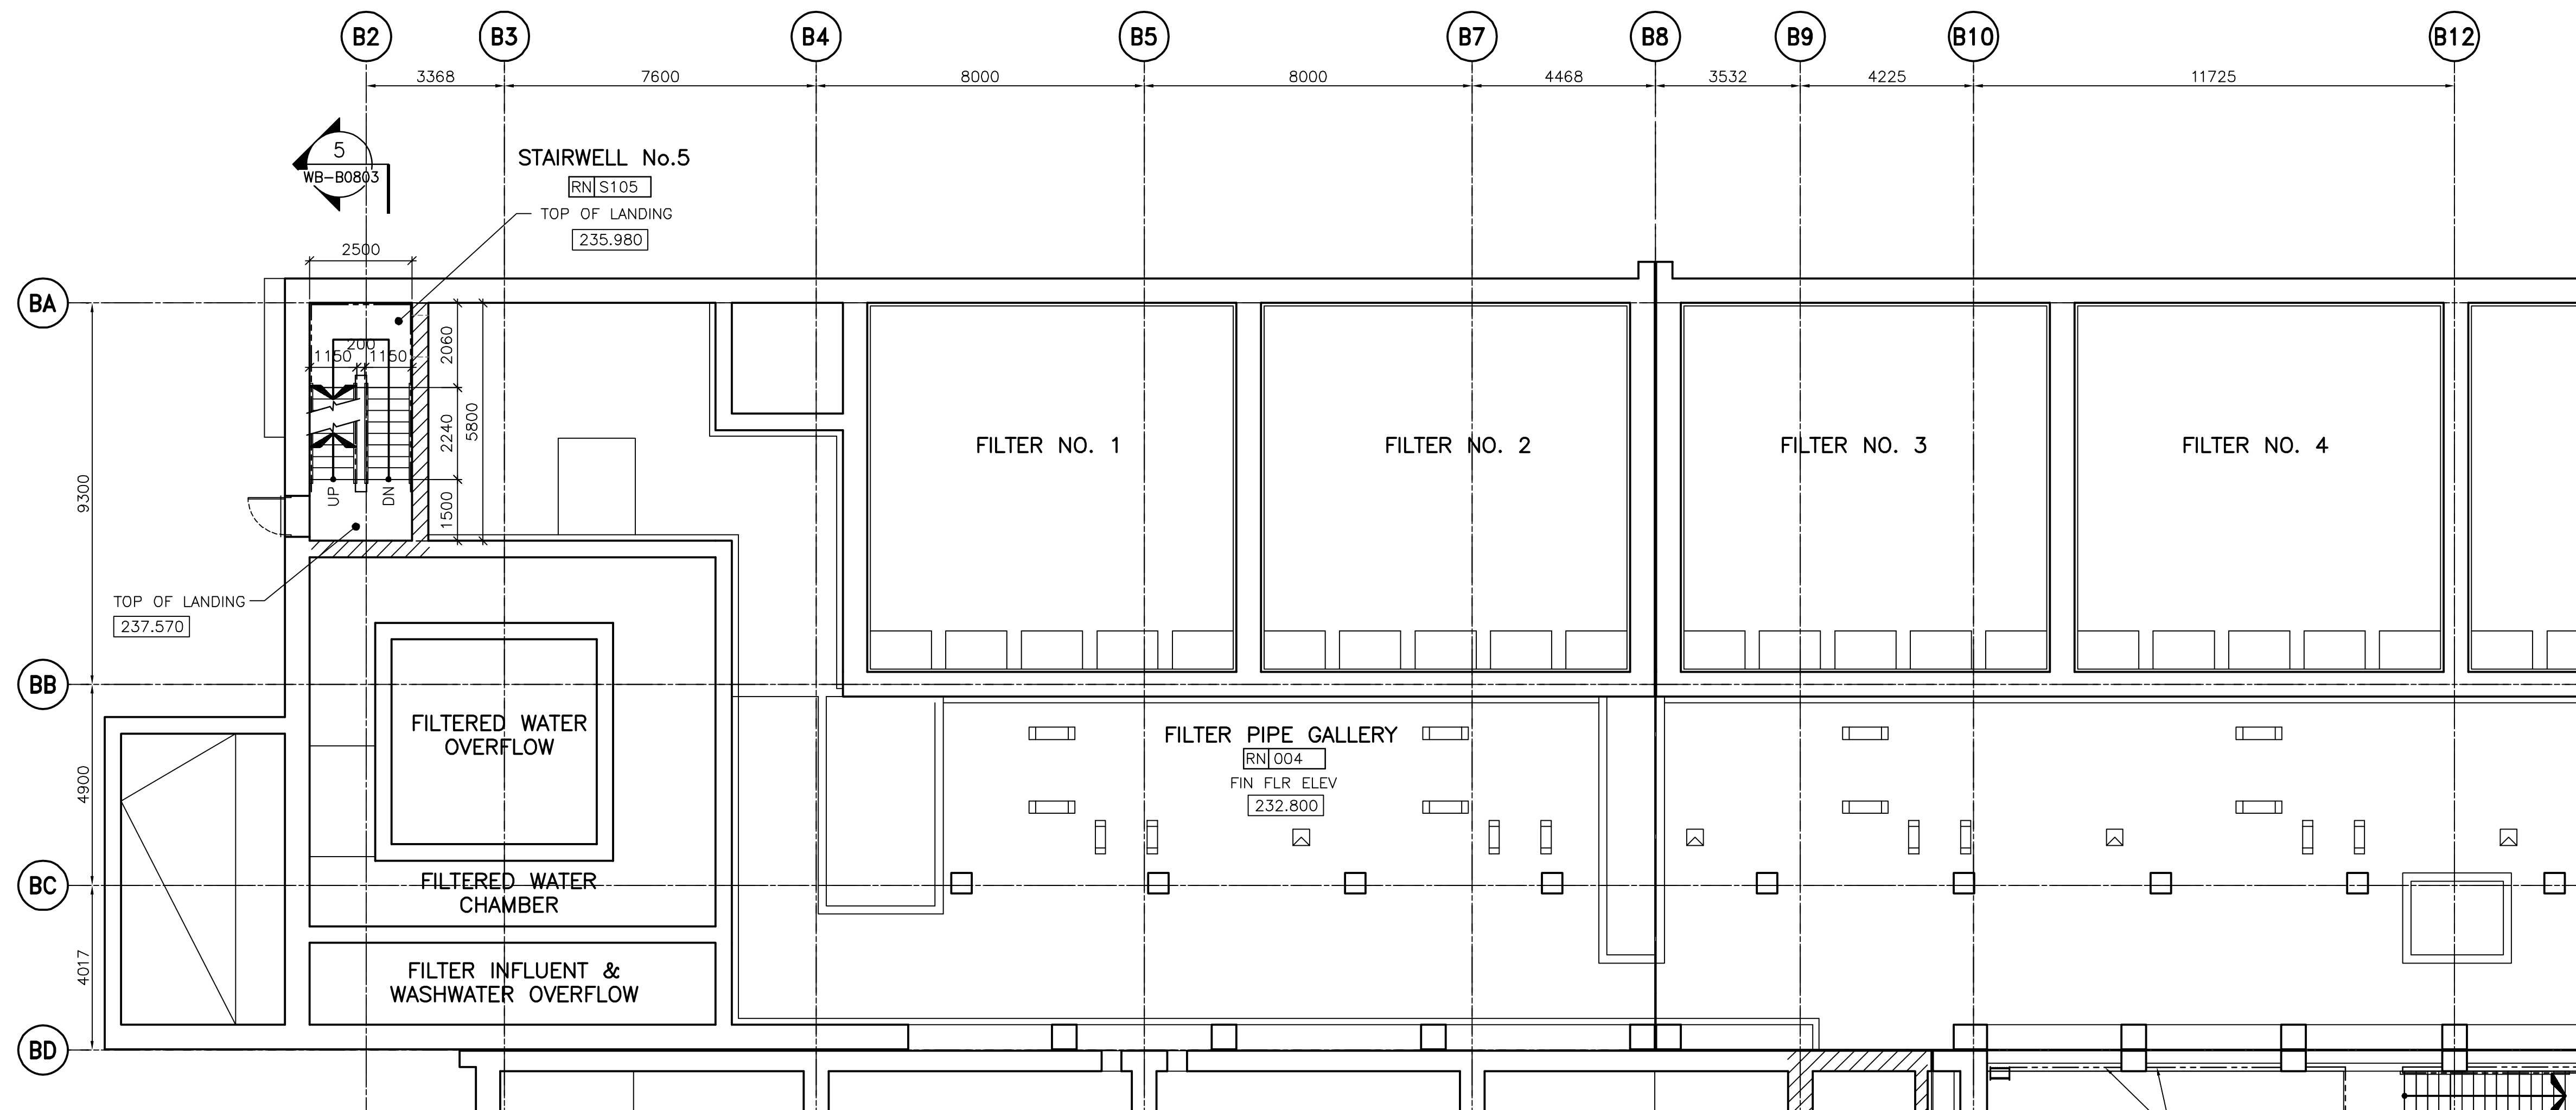 B2 B3 B4 B5 B7 B8 B9 B10 B12
3368 7600 8000 8000 4468 3532 4225 11725
5
WB-B0803
STAIRWELL No.5
RN S105
TOP OF LANDING
235.980
2500
BA
2060
200
1150 1150
2240
5800
1500
UP
DN
9300
FILTER NO. 1
FILTER NO. 2
FILTER NO. 3
FILTER NO. 4
TOP OF LANDING
237.570
BB
FILTERED WATER
OVERFLOW
FILTER PIPE GALLERY
RN 004
FIN FLR ELEV
232.800
4900
BC
FILTERED WATER
CHAMBER
4017
FILTER INFLUENT &
WASHWATER OVERFLOW
BD